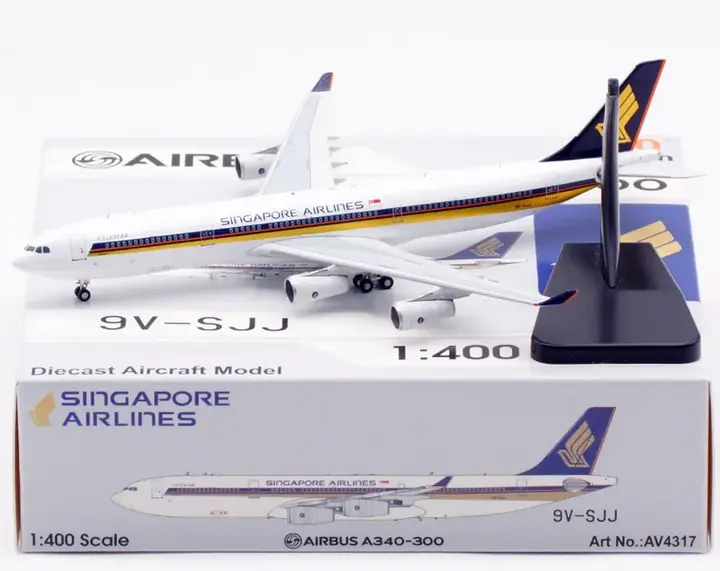 AIRB
SINGAPORE AIRLINES
9V-SJJ
1:400
Diecast Aircraft Model
SINGAPORE
AIRLINES
SINGAPORE AIRLINES
9V-SJJ
1:400 Scale
AIRBUS A340-300
Art No.:AV4317